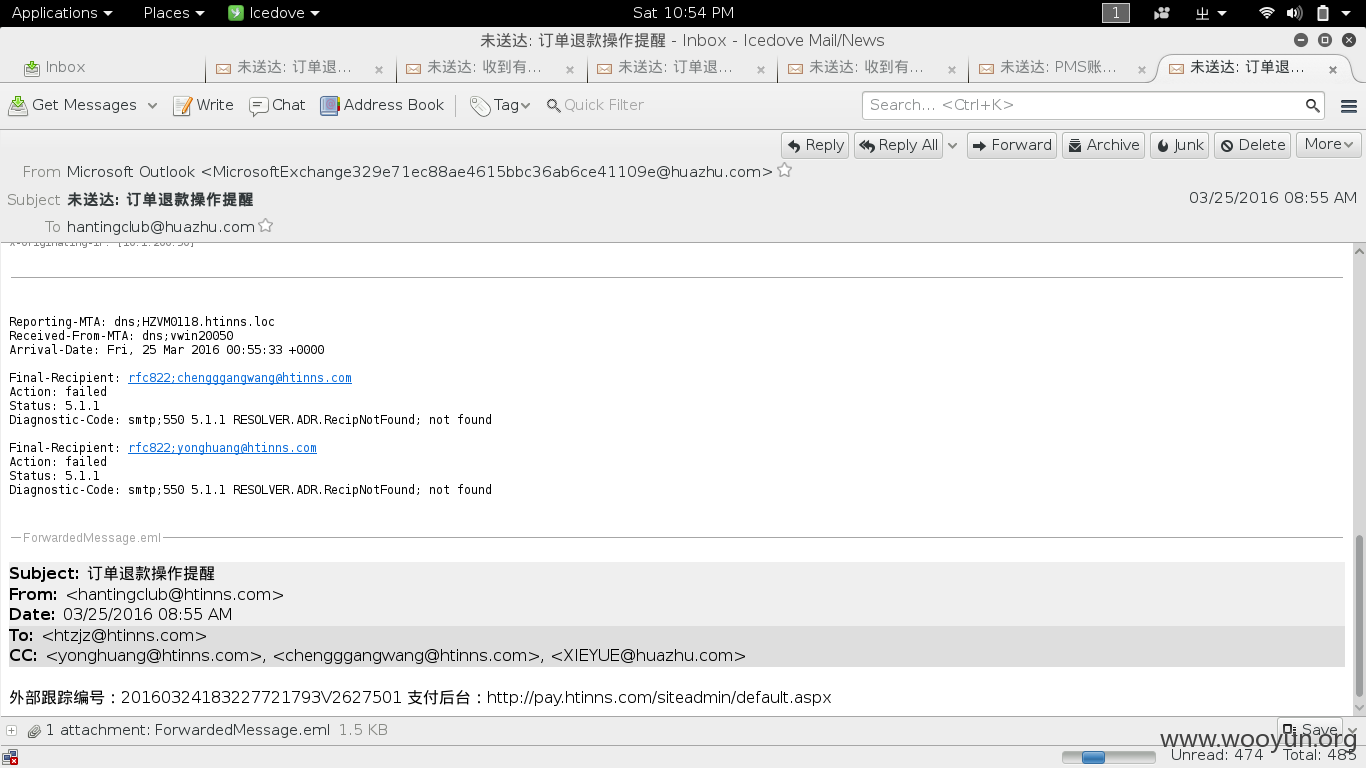 Applications Places Icedove Sat 10:54 PM 1
未送达: 订单退款操作提醒 - Inbox - Icedove Mail/News
Inbox 未送达: 订单退... 未送达: 收到有... 未送达: 订单退... 未送达: 收到有... 未送达: PMS账... 未送达: 订单退...
Get Messages Write Chat Address Book Tag Quick Filter Search... <Ctrl+K>
Reply Reply All Forward Archive Junk Delete More
From Microsoft Outlook <MicrosoftExchange329e71ec88ae4615bbc36ab6ce41109e@huazhu.com>
Subject 未送达: 订单退款操作提醒 03/25/2016 08:55 AM
To hantingclub@huazhu.com
Reporting-MTA: dns;HZVM0118.htinns.loc
Received-From-MTA: dns;vwin20050
Arrival-Date: Fri, 25 Mar 2016 00:55:33 +0000
Final-Recipient: rfc822;chengggangwang@htinns.com
Action: failed
Status: 5.1.1
Diagnostic-Code: smtp;550 5.1.1 RESOLVER.ADR.RecipNotFound; not found
Final-Recipient: rfc822;yonghuang@htinns.com
Action: failed
Status: 5.1.1
Diagnostic-Code: smtp;550 5.1.1 RESOLVER.ADR.RecipNotFound; not found
ForwardedMessage.eml
Subject: 订单退款操作提醒
From: <hantingclub@htinns.com>
Date: 03/25/2016 08:55 AM
To: <htzjz@htinns.com>
CC: <yonghuang@htinns.com>, <chengggangwang@htinns.com>, <XIEYUE@huazhu.com>
外部跟踪编号：20160324183227721793V2627501 支付后台：http://pay.htinns.com/siteadmin/default.aspx
1 attachment: ForwardedMessage.eml 1.5 KB Save
www.wooyun.org
Unread: 474 Total: 485